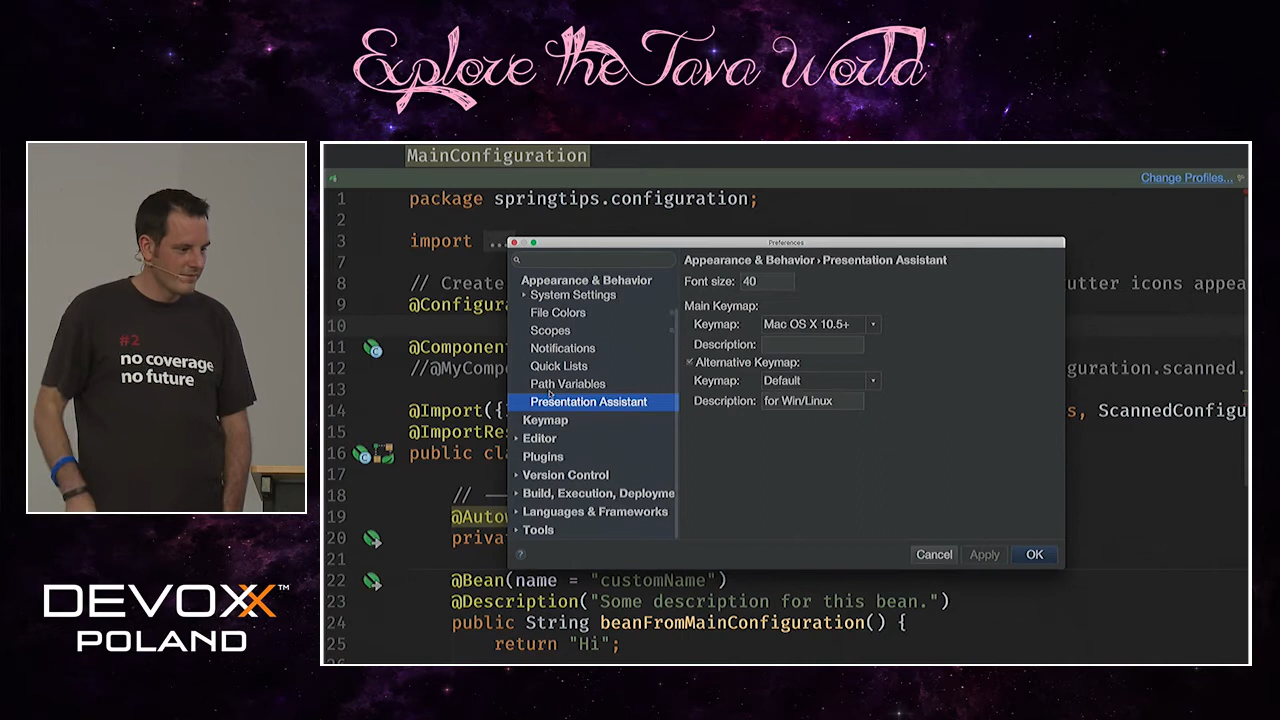 Explore the Java World
#2
no coverage
no future
DEVOXX™
POLAND
MainConfiguration
Change Profiles...
1 package springtips.configuration;
2
3 import ...
7
8 // Create
utter icons appea
9 @Configura
10
11 @Componen
12 //@MyCompo
guration.scanned.
13
14 @Import({
s, ScannedConfigu
15 @ImportRes
16 public cla
17
18 // —
19 @Autow
20 priva
21
22 @Bean(name = "customName")
23 @Description("Some description for this bean.")
24 public String beanFromMainConfiguration() {
25 return "Hi";
Preferences
Appearance & Behavior
System Settings
File Colors
Scopes
Notifications
Quick Lists
Path Variables
Presentation Assistant
Keymap
Editor
Plugins
Version Control
Build, Execution, Deployme
Languages & Frameworks
Tools
?
Appearance & Behavior › Presentation Assistant
Font size: 40
Main Keymap:
Keymap: Mac OS X 10.5+
Description:
Alternative Keymap:
Keymap: Default
Description: for Win/Linux
Cancel Apply OK